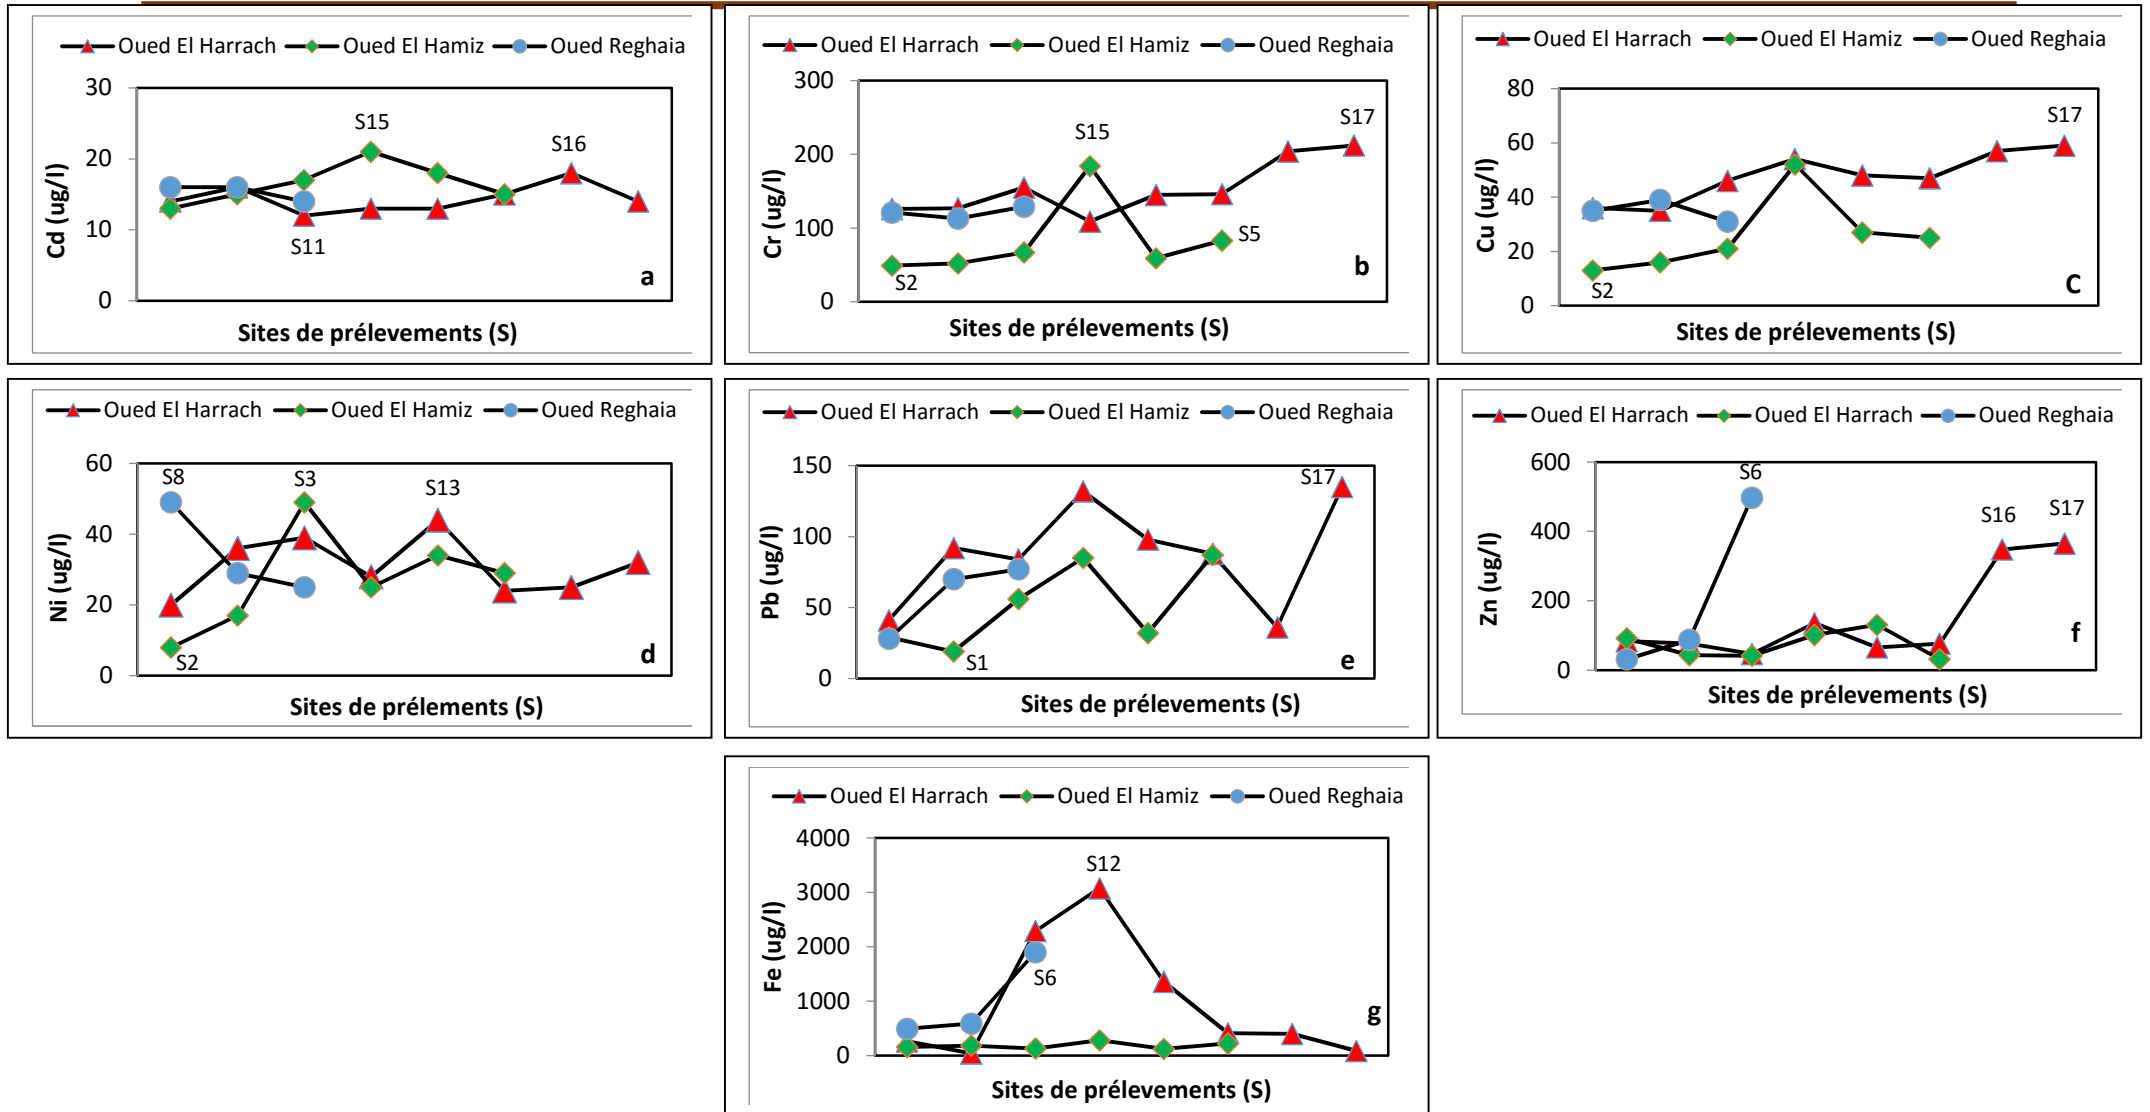 Oued El Harrach Oued El Hamiz Oued Reghaia
30
20
10
0
Cd (ug/l)
S15
S16
S11
a
Sites de prélevements (S)
Oued El Harrach Oued El Hamiz Oued Reghaia
300
200
100
0
Cr (ug/l)
S17
S15
S5
S2
b
Sites de prélevements (S)
Oued El Harrach Oued El Hamiz Oued Reghaia
80
60
40
20
0
Cu (ug/l)
S17
S2
C
Sites de prélevements (S)
Oued El Harrach Oued El Hamiz Oued Reghaia
60
40
20
0
Ni (ug/l)
S8
S3
S13
S2
d
Sites de prélements (S)
Oued El Harrach Oued El Hamiz Oued Reghaia
150
100
50
0
Pb (ug/l)
S17
S1
e
Sites de prélevements (S)
Oued El Harrach Oued El Harrach Oued Reghaia
600
400
200
0
Zn (ug/l)
S6
S16
S17
f
Sites de prélevements (S)
Oued El Harrach Oued El Hamiz Oued Reghaia
4000
3000
2000
1000
0
Fe (ug/l)
S12
S6
g
Sites de prélevements (S)